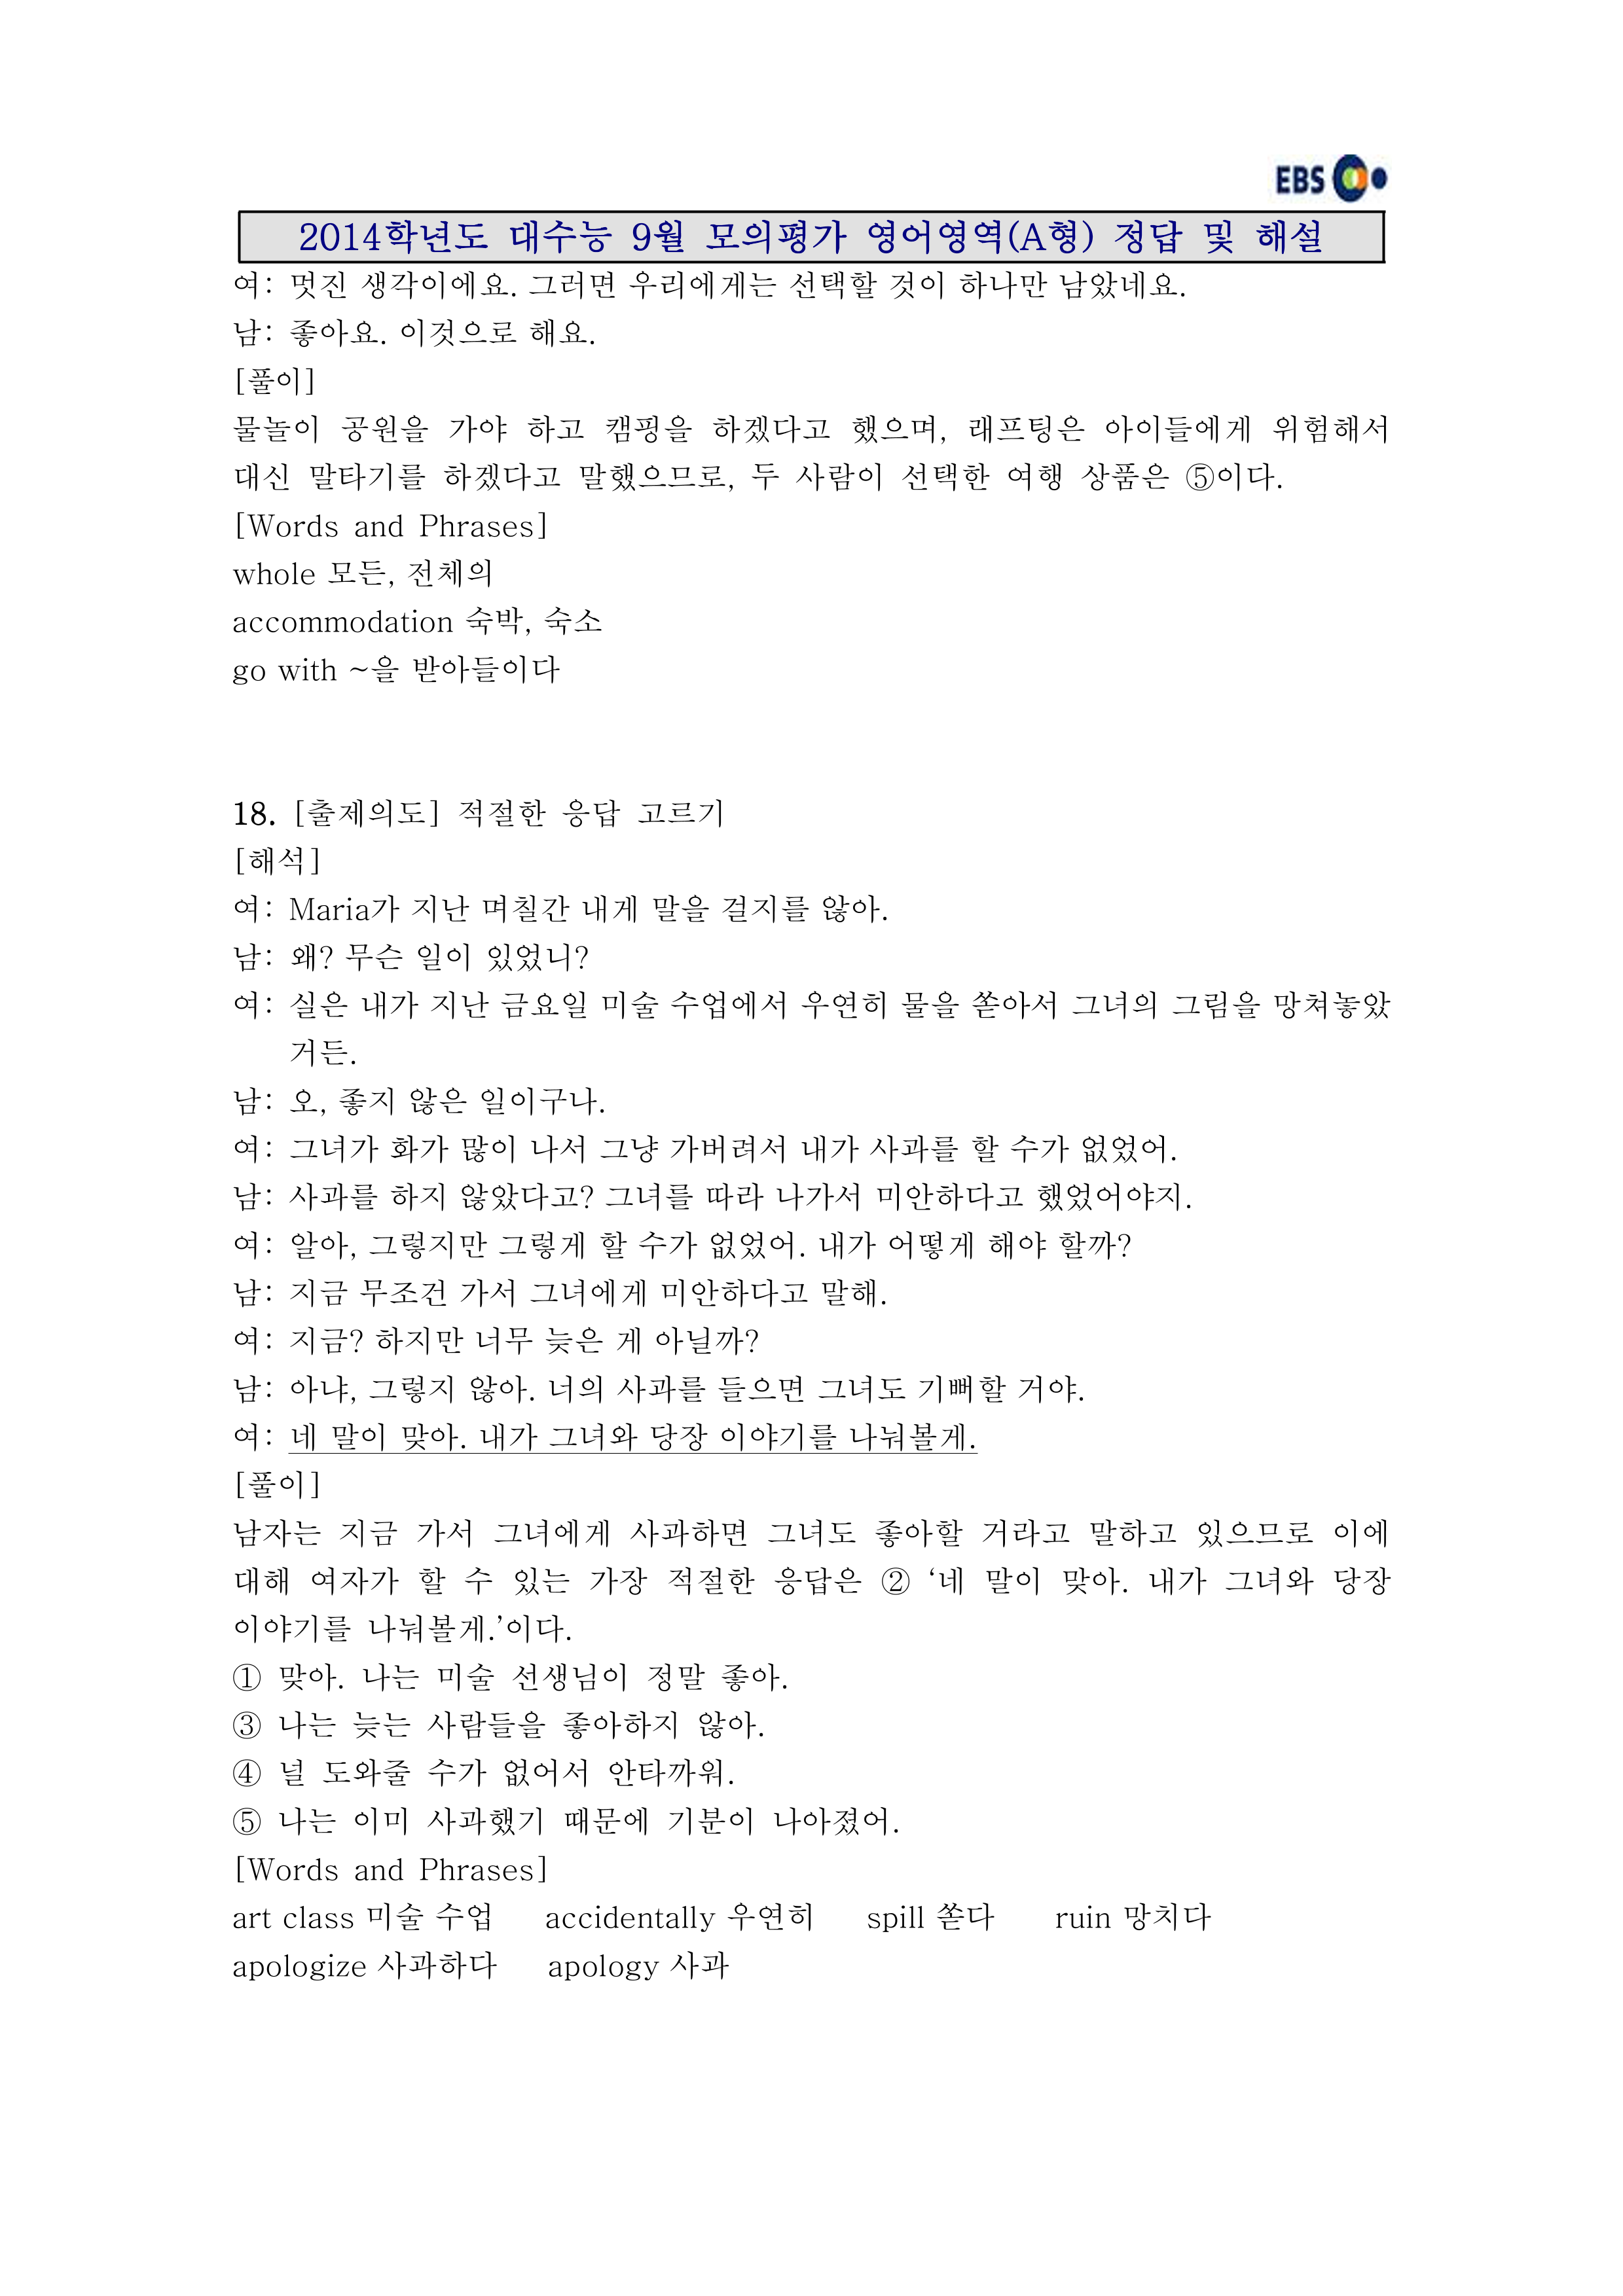 EBS
2014학년도 대수능 9월 모의평가 영어영역(A형) 정답 및 해설
여: 멋진 생각이에요. 그러면 우리에게는 선택할 것이 하나만 남았네요.
남: 좋아요. 이것으로 해요.
[풀이]
물놀이 공원을 가야 하고 캠핑을 하겠다고 했으며, 래프팅은 아이들에게 위험해서
대신 말타기를 하겠다고 말했으므로, 두 사람이 선택한 여행 상품은 ⑤이다.
[Words and Phrases]
whole 모든, 전체의
accommodation 숙박, 숙소
go with ~을 받아들이다
18. [출제의도] 적절한 응답 고르기
[해석]
여: Maria가 지난 며칠간 내게 말을 걸지를 않아.
남: 왜? 무슨 일이 있었니?
여: 실은 내가 지난 금요일 미술 수업에서 우연히 물을 쏟아서 그녀의 그림을 망쳐놓았
거든.
남: 오, 좋지 않은 일이구나.
여: 그녀가 화가 많이 나서 그냥 가버려서 내가 사과를 할 수가 없었어.
남: 사과를 하지 않았다고? 그녀를 따라 나가서 미안하다고 했었어야지.
여: 알아, 그렇지만 그렇게 할 수가 없었어. 내가 어떻게 해야 할까?
남: 지금 무조건 가서 그녀에게 미안하다고 말해.
여: 지금? 하지만 너무 늦은 게 아닐까?
남: 아냐, 그렇지 않아. 너의 사과를 들으면 그녀도 기뻐할 거야.
여: 네 말이 맞아. 내가 그녀와 당장 이야기를 나눠볼게.
[풀이]
남자는 지금 가서 그녀에게 사과하면 그녀도 좋아할 거라고 말하고 있으므로 이에
대해 여자가 할 수 있는 가장 적절한 응답은 ② ‘네 말이 맞아. 내가 그녀와 당장
이야기를 나눠볼게.’이다.
① 맞아. 나는 미술 선생님이 정말 좋아.
③ 나는 늦는 사람들을 좋아하지 않아.
④ 널 도와줄 수가 없어서 안타까워.
⑤ 나는 이미 사과했기 때문에 기분이 나아졌어.
[Words and Phrases]
art class 미술 수업 accidentally 우연히 spill 쏟다 ruin 망치다
apologize 사과하다 apology 사과